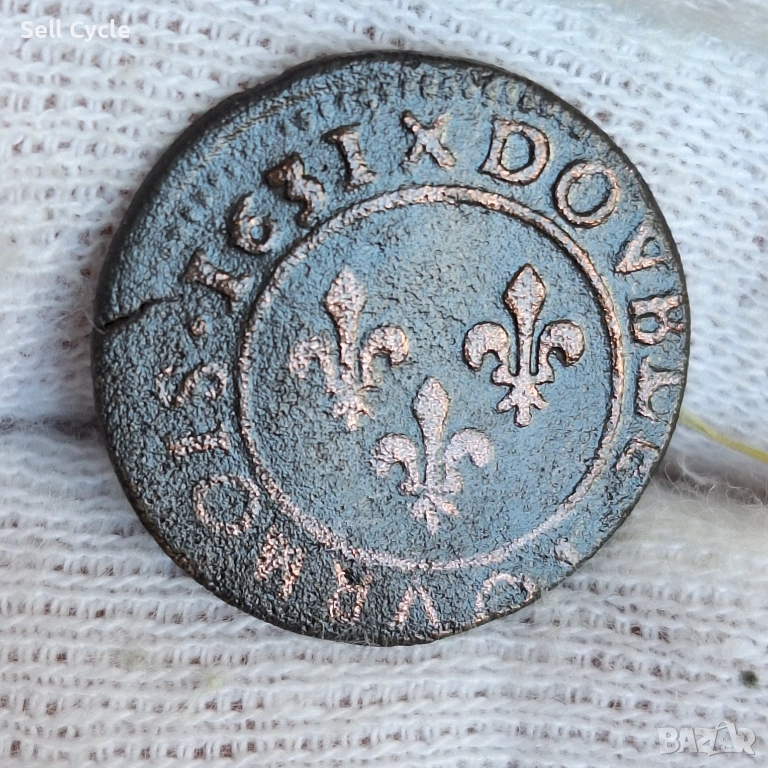 Sell Cycle
× DOVBLE TOVRNOIS · 1631
BAZAR